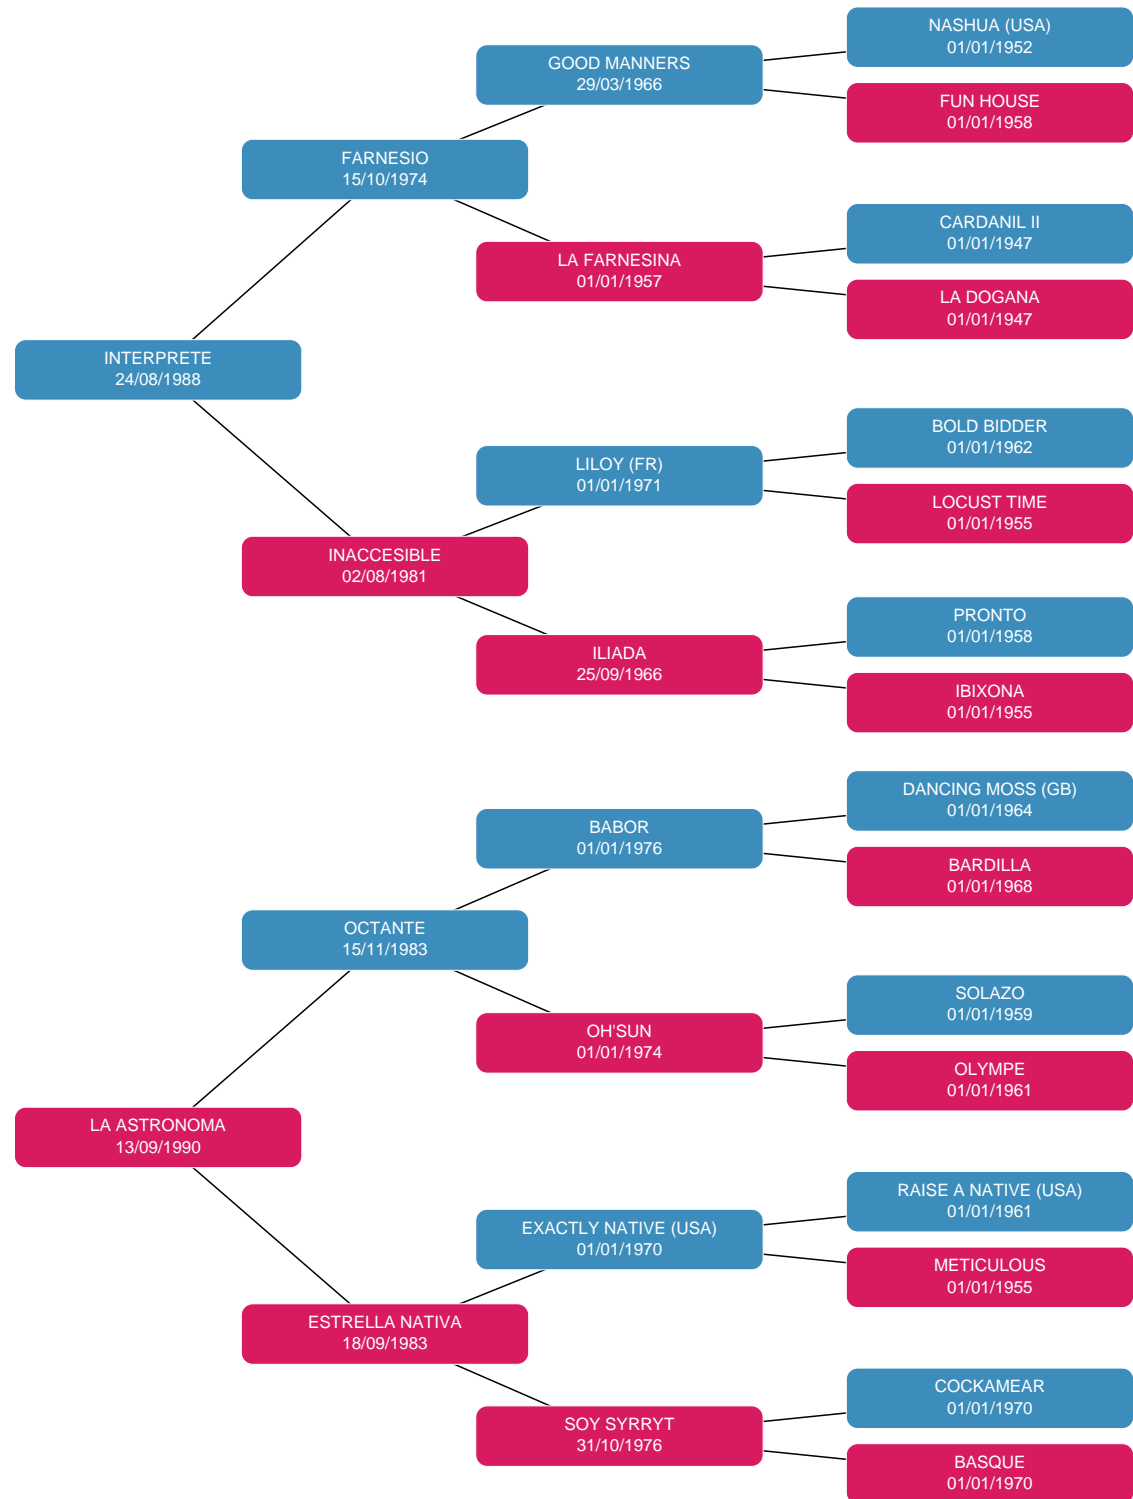 NASHUA (USA)
01/01/1952
GOOD MANNERS
29/03/1966
FUN HOUSE
01/01/1958
FARNESIO
15/10/1974
CARDANIL II
01/01/1947
LA FARNESINA
01/01/1957
LA DOGANA
01/01/1947
INTERPRETE
24/08/1988
BOLD BIDDER
01/01/1962
LILOY (FR)
01/01/1971
LOCUST TIME
01/01/1955
INACCESIBLE
02/08/1981
PRONTO
01/01/1958
ILIADA
25/09/1966
IBIXONA
01/01/1955
DANCING MOSS (GB)
01/01/1964
BABOR
01/01/1976
BARDILLA
01/01/1968
OCTANTE
15/11/1983
SOLAZO
01/01/1959
OH'SUN
01/01/1974
OLYMPE
01/01/1961
LA ASTRONOMA
13/09/1990
RAISE A NATIVE (USA)
01/01/1961
EXACTLY NATIVE (USA)
01/01/1970
METICULOUS
01/01/1955
ESTRELLA NATIVA
18/09/1983
COCKAMEAR
01/01/1970
SOY SYRRYT
31/10/1976
BASQUE
01/01/1970